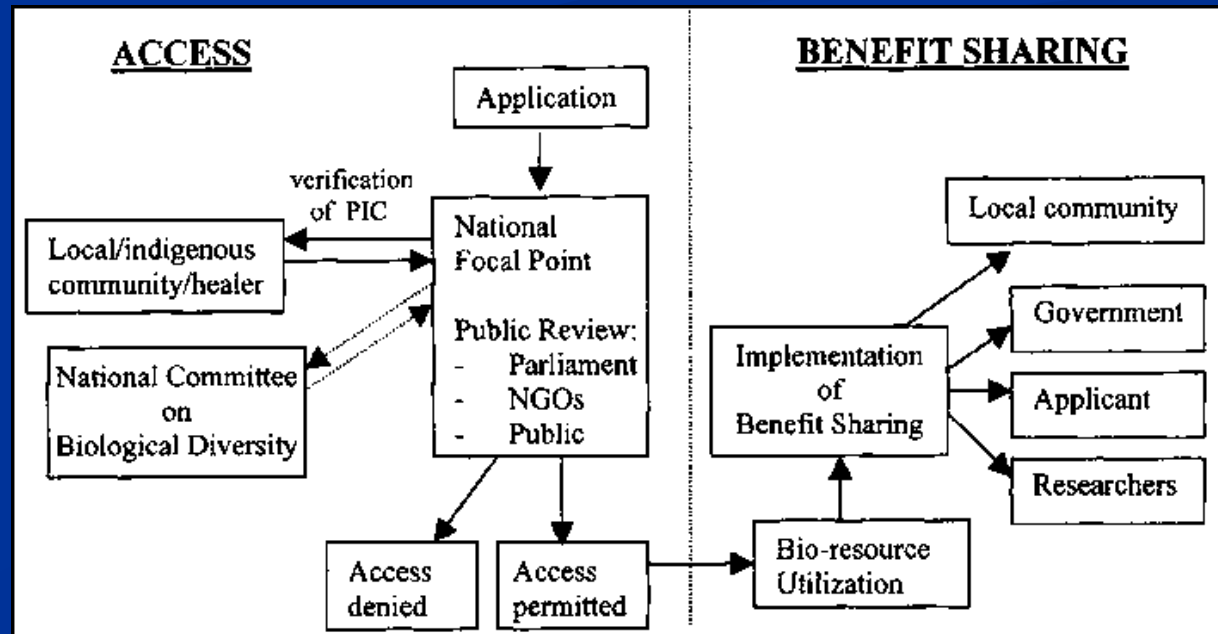 ACCESS
Application
verification
of PIC
Local/indigenous
community/healer
National Committee
on
Biological Diversity
National
Focal Point
Public Review:
- Parliament
- NGOs
- Public
Access
denied
Access
permitted
BENEFIT SHARING
Local community
Government
Applicant
Researchers
Implementation
of
Benefit Sharing
Bio-resource
Utilization